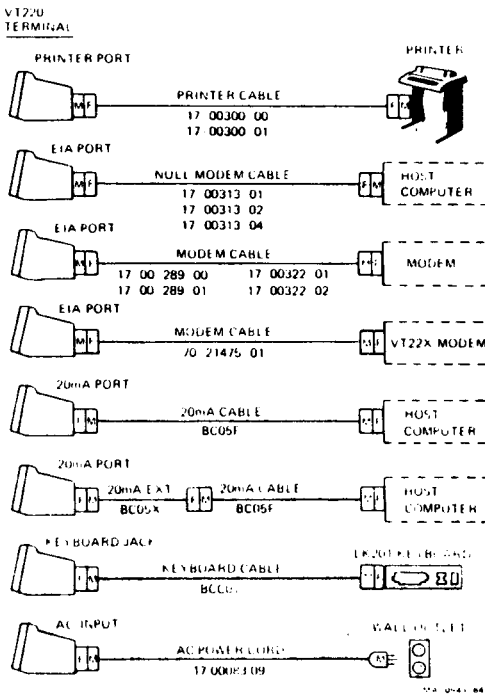 VT220
TERMINAL
PRINTER PORT
PRINTER
M F
PRINTER CABLE
F M
17 00300 00
17 00300 01
EIA PORT
M F
NULL MODEM CABLE
F M
HOST
COMPUTER
17 00313 01
17 00313 02
17 00313 04
EIA PORT
M F
MODEM CABLE
MODEM
17 00 289 00 17 00322 01
17 00 289 01 17 00322 02
EIA PORT
M F
MODEM CABLE
M F
VT22X MODEM
70 21475 01
20mA PORT
F M
20mA CABLE
M F
HOST
COMPUTER
BC05F
20mA PORT
F M
20mA EXT
F M
20mA CABLE
M F
HOST
COMPUTER
BC05X
BC05F
KEYBOARD JACK
LK201 KEYBOARD
F M
KEYBOARD CABLE
AC INPUT
WALL OUTLET
F M
AC POWER CORD
M
17 00083 09